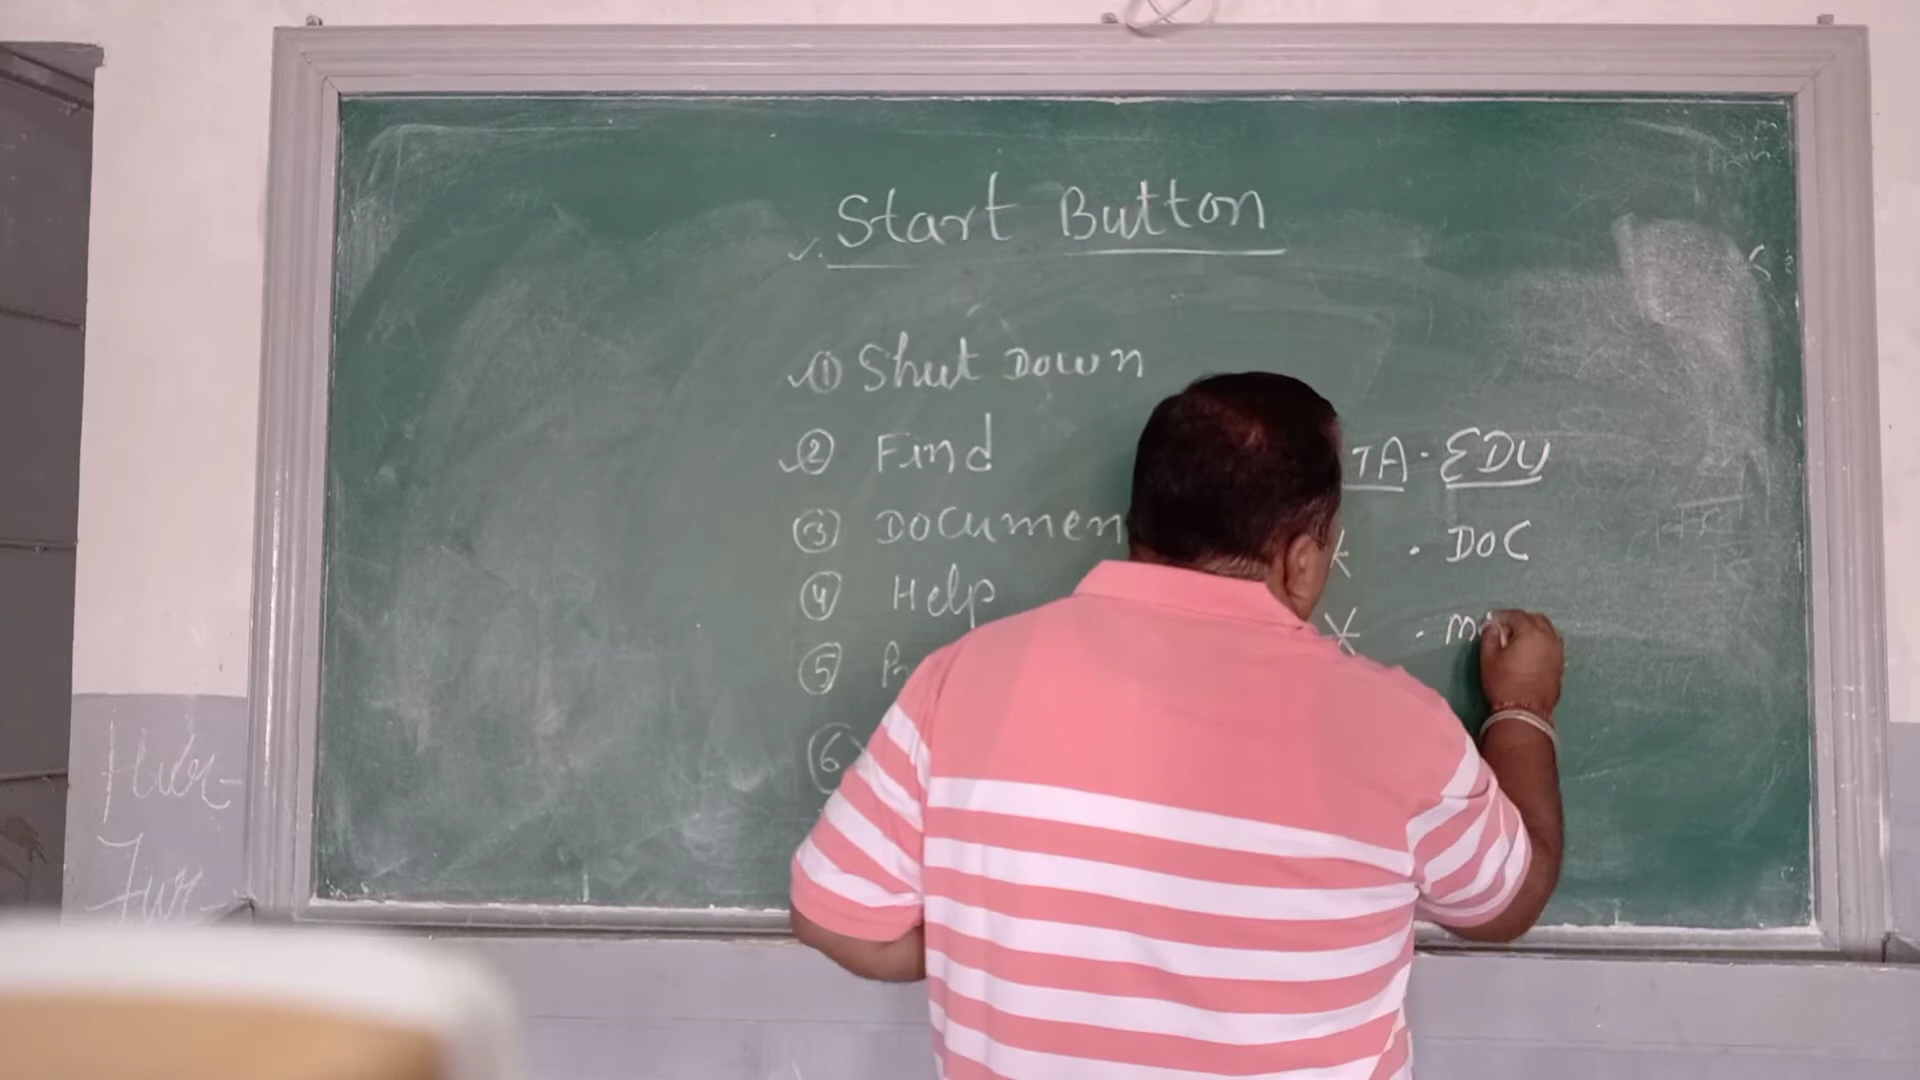 Start Button
① Shut Down
② Find
TA . EDU
③ Documen
. DOC
④ Help
⑤
⑥